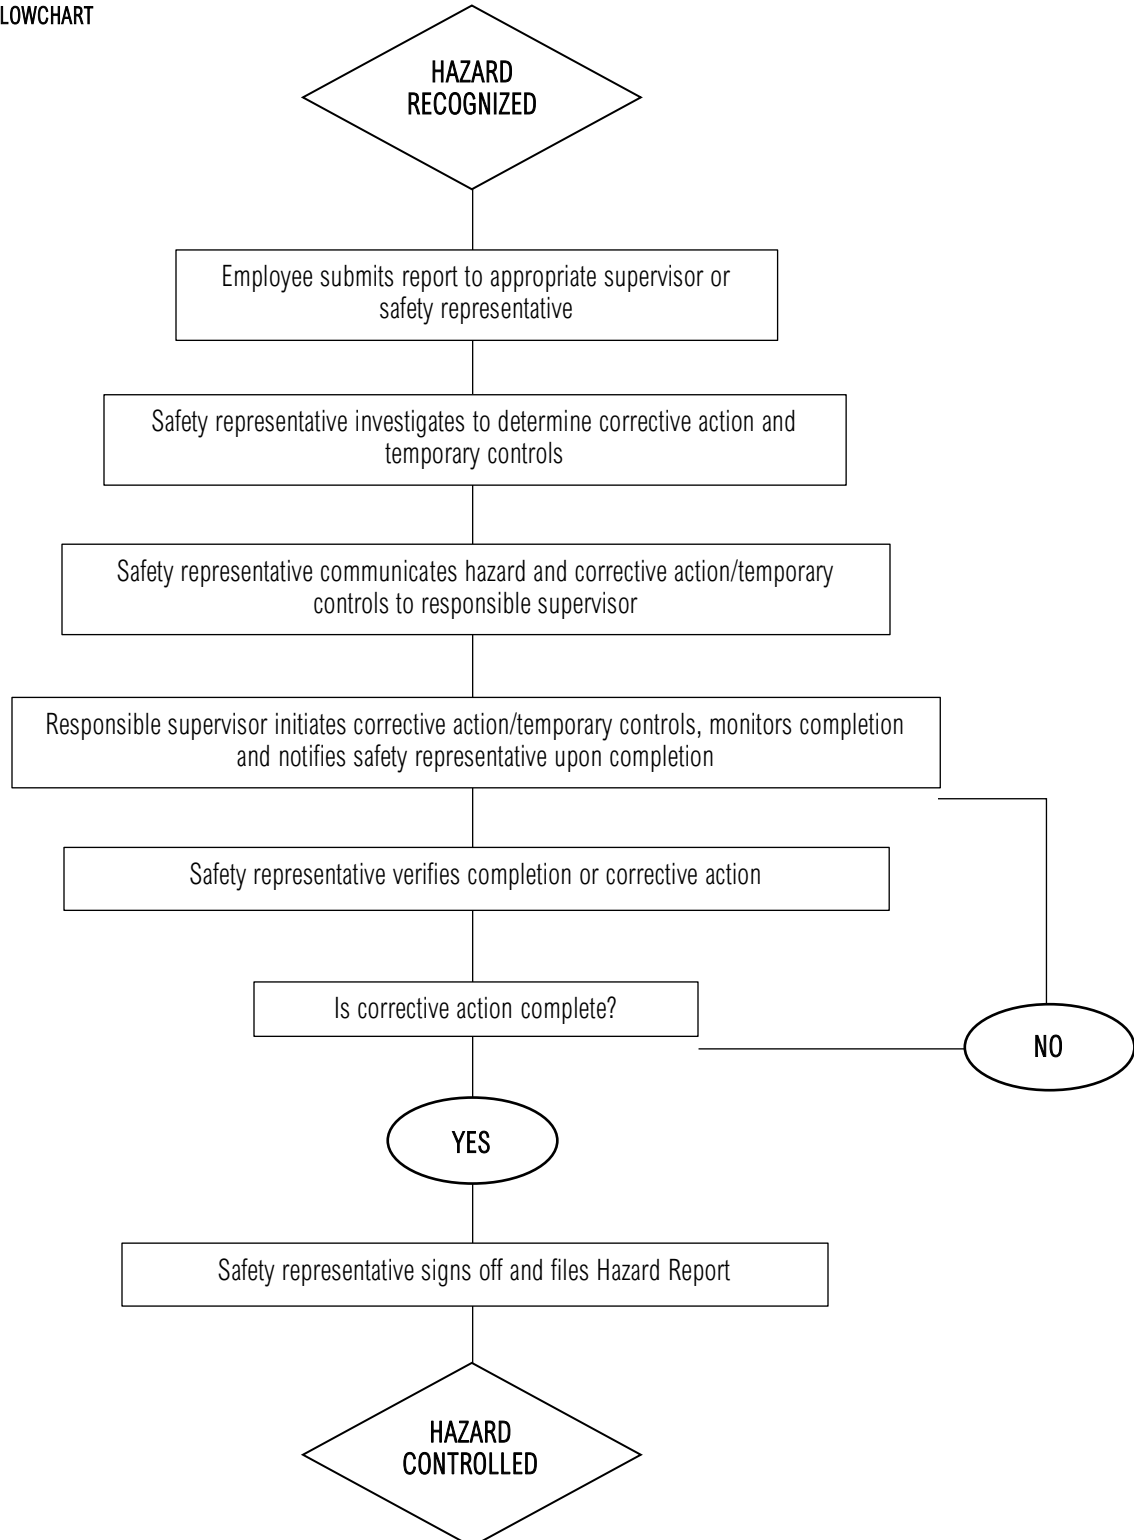 LOWCHART
HAZARD
RECOGNIZED
Employee submits report to appropriate supervisor or
safety representative
Safety representative investigates to determine corrective action and
temporary controls
Safety representative communicates hazard and corrective action/temporary
controls to responsible supervisor
Responsible supervisor initiates corrective action/temporary controls, monitors completion
and notifies safety representative upon completion
Safety representative verifies completion or corrective action
Is corrective action complete?
NO
YES
Safety representative signs off and files Hazard Report
HAZARD
CONTROLLED